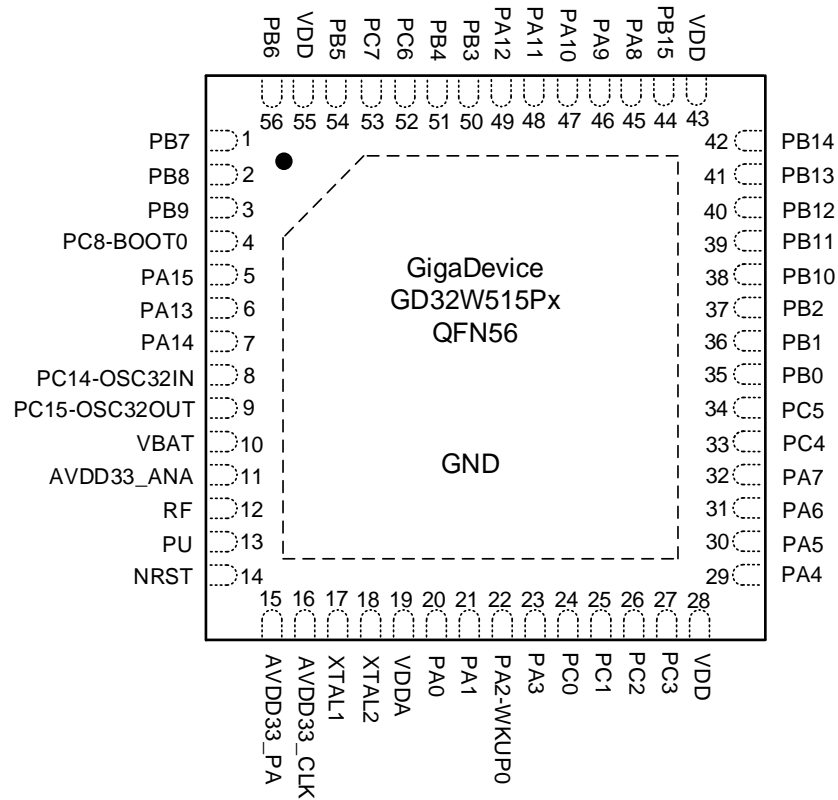 PB6
VDD
PB5
PC7
PC6
PB4
PB3
PA12
PA11
PA10
PA9
PA8
PB15
VDD
56
55
54
53
52
51
50
49
48
47
46
45
44
43
PB7 1
PB8 2
PB9 3
PC8-BOOT0 4
PA15 5
PA13 6
PA14 7
PC14-OSC32IN 8
PC15-OSC32OUT 9
VBAT 10
AVDD33_ANA 11
RF 12
PU 13
NRST 14
GigaDevice
GD32W515Px
QFN56
GND
42 PB14
41 PB13
40 PB12
39 PB11
38 PB10
37 PB2
36 PB1
35 PB0
34 PC5
33 PC4
32 PA7
31 PA6
30 PA5
29 PA4
15
16
17
18
19
20
21
22
23
24
25
26
27
28
AVDD33_PA
AVDD33_CLK
XTAL1
XTAL2
VDDA
PA0
PA1
PA2-WKUP0
PA3
PC0
PC1
PC2
PC3
VDD